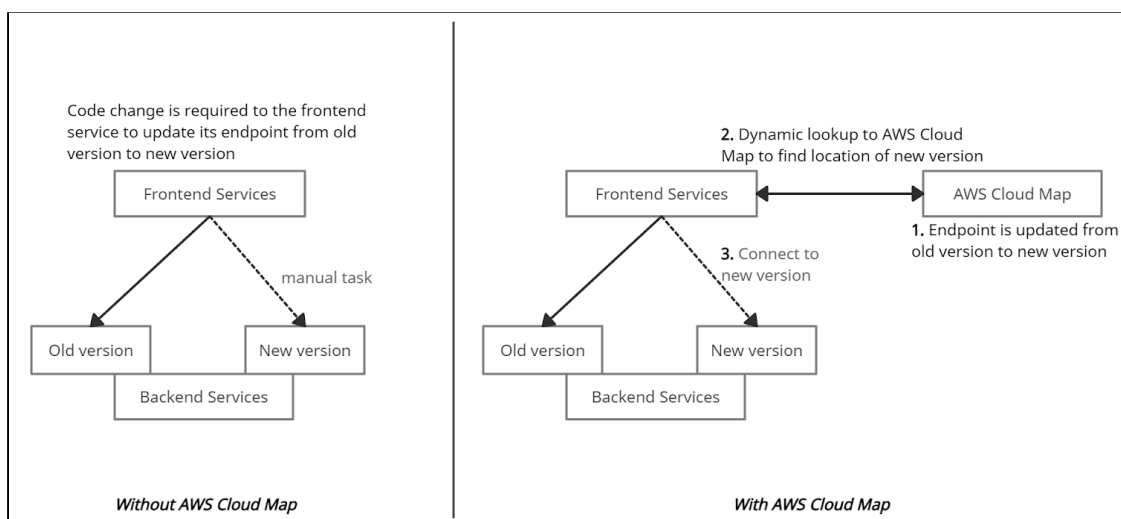 Code change is required to the frontend
service to update its endpoint from old
version to new version
Frontend Services
manual task
Old version
New version
Backend Services
Without AWS Cloud Map
2. Dynamic lookup to AWS Cloud
Map to find location of new version
Frontend Services
AWS Cloud Map
1. Endpoint is updated from
old version to new version
3. Connect to
new version
Old version
New version
Backend Services
With AWS Cloud Map